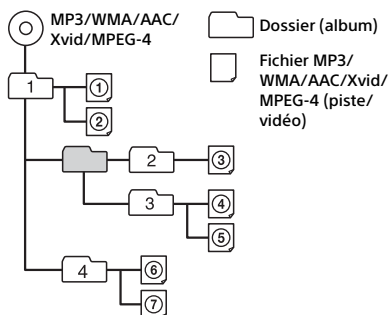 MP3/WMA/AAC/
Xvid/MPEG-4
Dossier (album)
Fichier MP3/
WMA/AAC/Xvid/
MPEG-4 (piste/
vidéo)
1
①
②
2
③
3
④
⑤
4
⑥
⑦